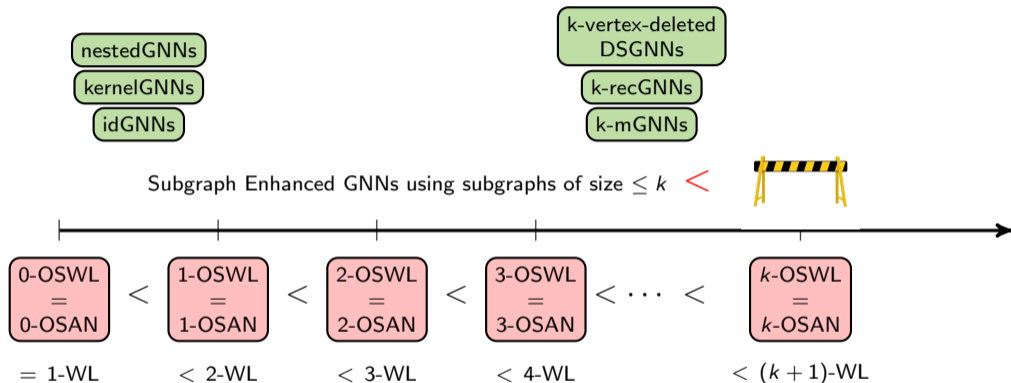 nestedGNNs
kernelGNNs
idGNNs
k-vertex-deleted
DSGNNs
k-recGNNs
k-mGNNs
Subgraph Enhanced GNNs using subgraphs of size ≤ k <
0-OSWL
=
0-OSAN
<
1-OSWL
=
1-OSAN
<
2-OSWL
=
2-OSAN
<
3-OSWL
=
3-OSAN
< ⋯ <
k-OSWL
=
k-OSAN
= 1-WL
< 2-WL
< 3-WL
< 4-WL
< (k + 1)-WL